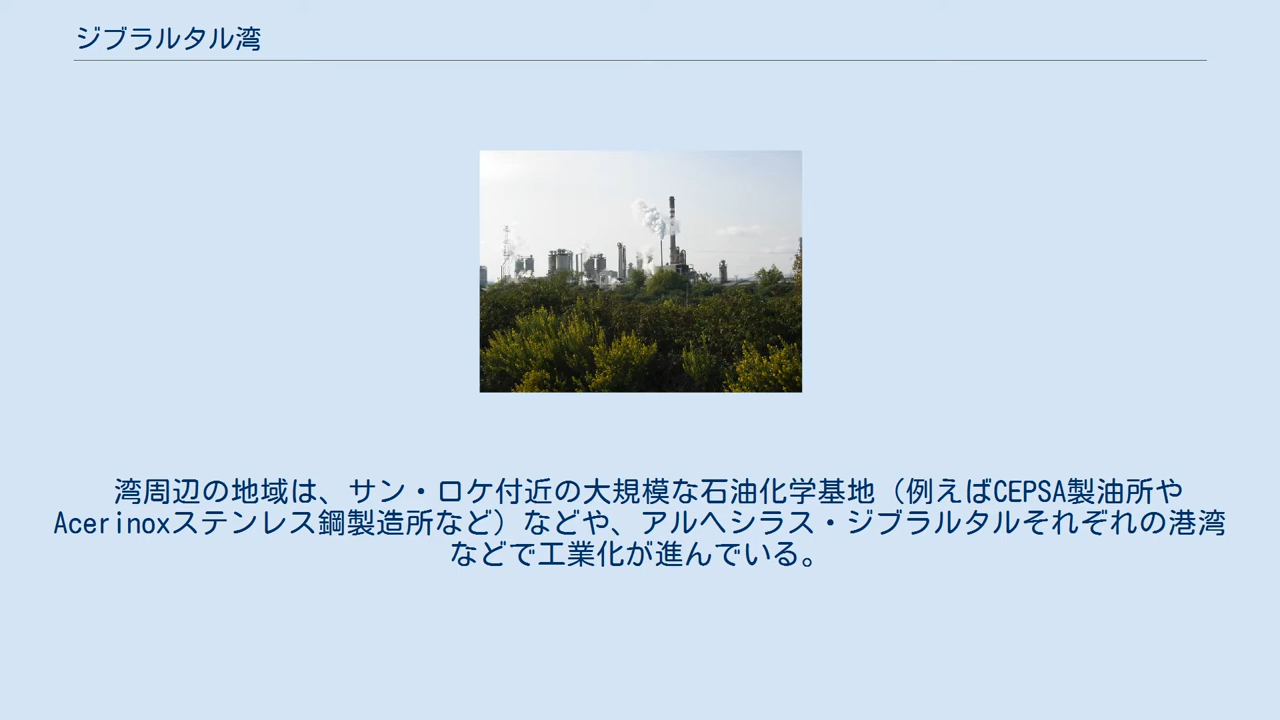 ジブラルタル湾
湾周辺の地域は、サン・ロケ付近の大規模な石油化学基地（例えばCEPSA製油所や
Acerinoxステンレス鋼製造所など）などや、アルヘシラス・ジブラルタルそれぞれの港湾
などで工業化が進んでいる。